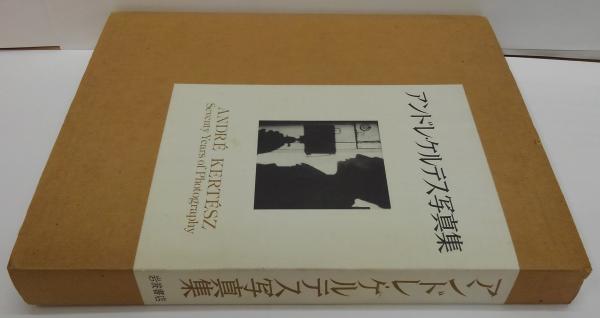 アンドレ・ケルテス写真集
ANDRÉ KERTÉSZ
Seventy Years of Photography
アンドレ・ケルテス写真集
岩波書店